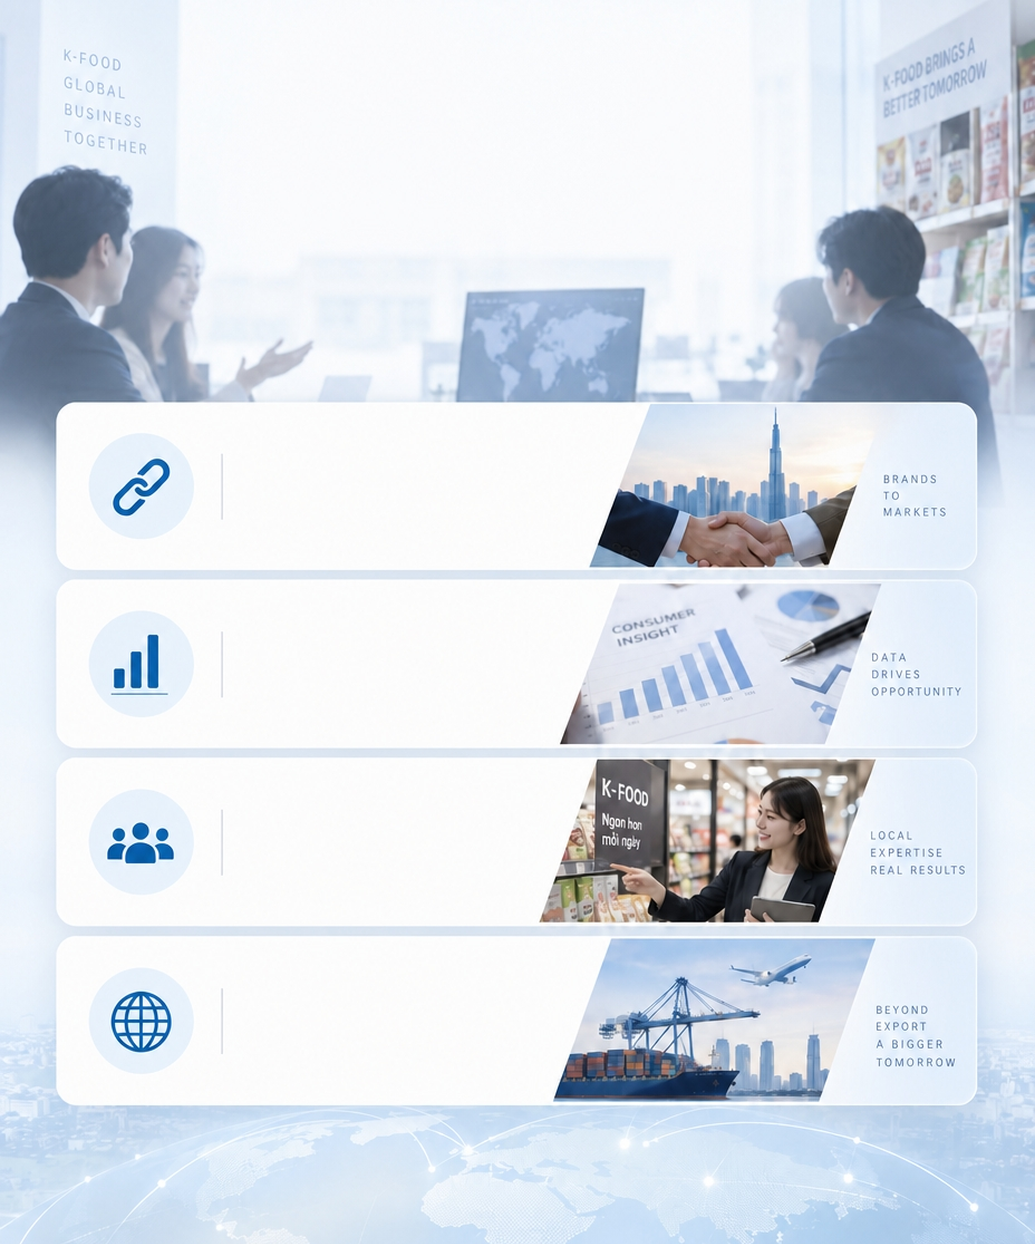 K-FOOD
GLOBAL
BUSINESS
TOGETHER
K-FOOD BRINGS A
BETTER TOMORROW
BRANDS
TO
MARKETS
CONSUMER
INSIGHT
DATA
DRIVES
OPPORTUNITY
K-FOOD
Ngon hon
mỗi ngày
LOCAL
EXPERTISE
REAL RESULTS
BEYOND
EXPORT
A BIGGER
TOMORROW